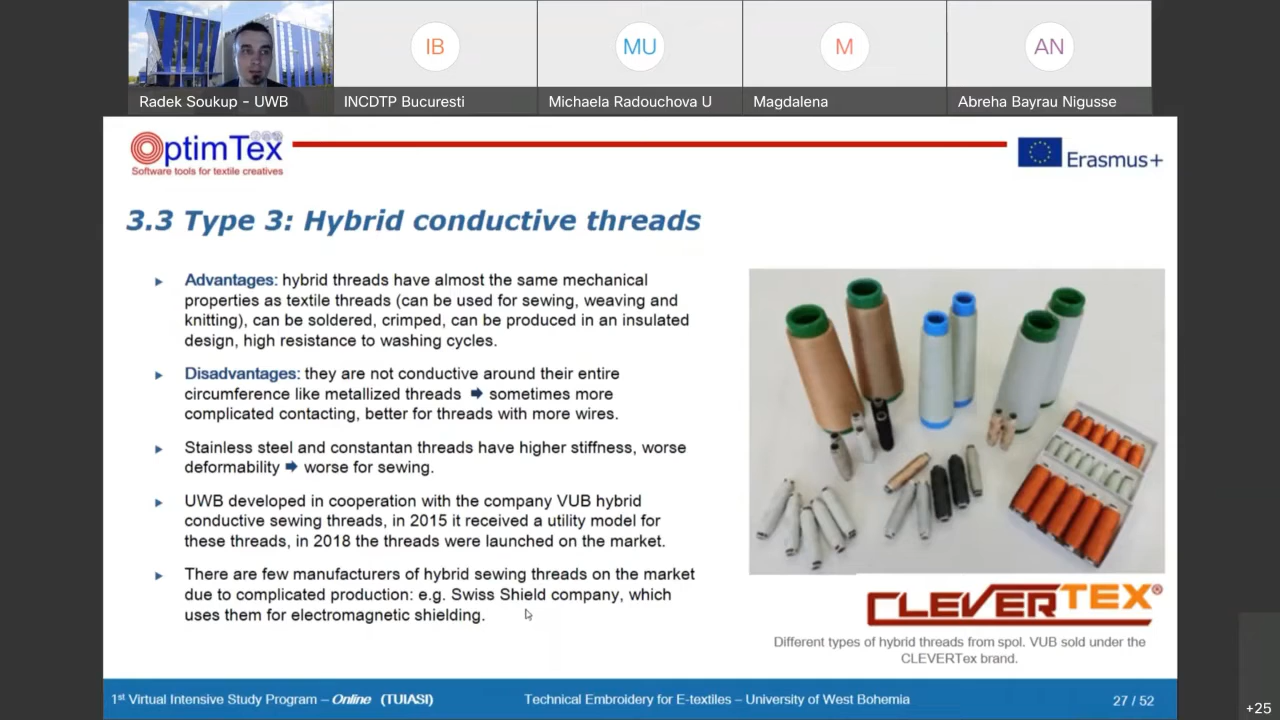 IB
MU
M
AN
Radek Soukup - UWB
INCDTP Bucuresti
Michaela Radouchova U
Magdalena
Abreha Bayrau Nigusse
OptimTex
Software tools for textile creatives
Erasmus+
3.3 Type 3: Hybrid conductive threads
Advantages: hybrid threads have almost the same mechanical
properties as textile threads (can be used for sewing, weaving and
knitting), can be soldered, crimped, can be produced in an insulated
design, high resistance to washing cycles.
Disadvantages: they are not conductive around their entire
circumference like metallized threads ➡ sometimes more
complicated contacting, better for threads with more wires.
Stainless steel and constantan threads have higher stiffness, worse
deformability ➡ worse for sewing.
UWB developed in cooperation with the company VUB hybrid
conductive sewing threads, in 2015 it received a utility model for
these threads, in 2018 the threads were launched on the market.
There are few manufacturers of hybrid sewing threads on the market
due to complicated production: e.g. Swiss Shield company, which
uses them for electromagnetic shielding.
CLEVERTEX®
Different types of hybrid threads from spol. VUB sold under the
CLEVERTex brand.
1st Virtual Intensive Study Program – Online (TUIASI)
Technical Embroidery for E-textiles – University of West Bohemia
27 / 52
+25